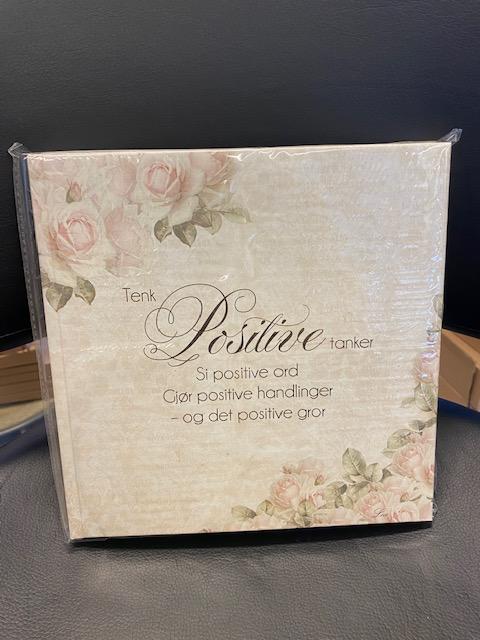 Tenk Positive tanker
Si positive ord
Gjør positive handlinger
– og det positive gror